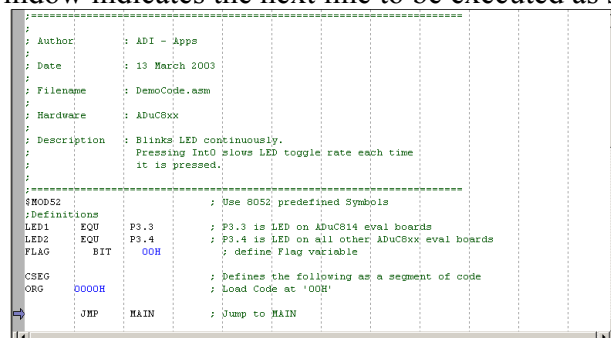 ndow indicates the next line to be executed as s
;=====================================================================
;
; Author : ADI - Apps
;
; Date : 13 March 2003
;
; Filename : DemoCode.asm
;
; Hardware : ADuC8xx
;
; Description : Blinks LED continuously.
; Pressing Int0 slows LED toggle rate each time
; it is pressed.
;
;=====================================================================
$MOD52 ; Use 8052 predefined Symbols
;Definitions
LED1 EQU P3.3 ; P3.3 is LED on ADuC814 eval boards
LED2 EQU P3.4 ; P3.4 is LED on all other ADuC8xx eval boards
FLAG BIT 00H ; define Flag variable
CSEG ; Defines the following as a segment of code
ORG 0000H ; Load Code at '00H'
JMP MAIN ; Jump to MAIN